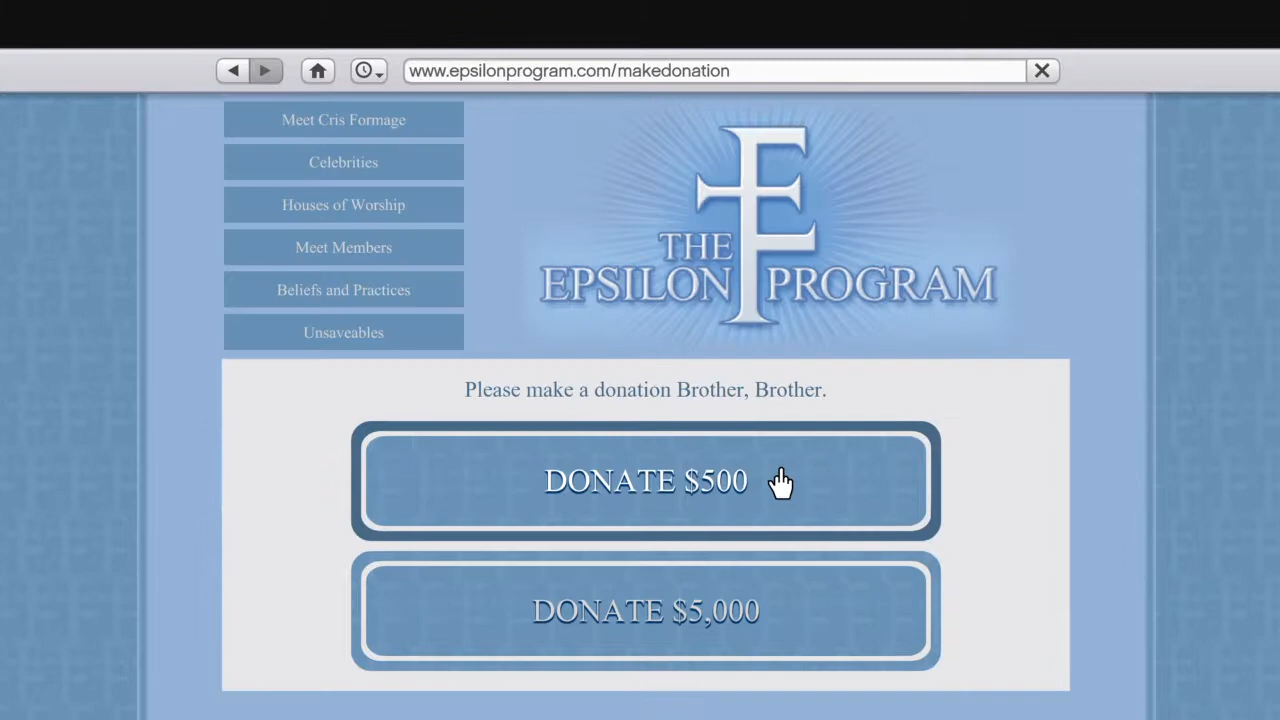 www.epsilonprogram.com/makedonation
Meet Cris Formage
Celebrities
Houses of Worship
Meet Members
Beliefs and Practices
Unsaveables
THE
EPSILON PROGRAM
Please make a donation Brother, Brother.
DONATE $500
DONATE $5,000